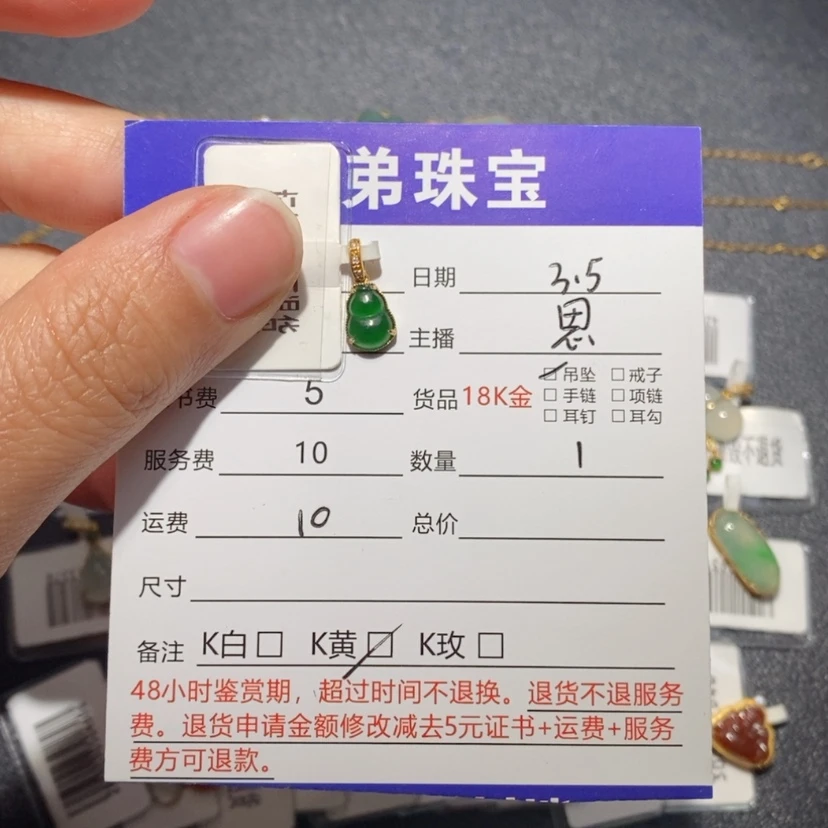 弟珠宝
日期 3.5
主播 恩
书费 5 货品 18K金 吊坠 戒子
手链 项链
耳钉 耳勾
服务费 10 数量 1
运费 10 总价
尺寸
备注 K白 K黄 K玫
48小时鉴赏期，超过时间不退换。退货不退服务
费。退货申请金额修改减去5元证书+运费+服务
费方可退款。
不退货